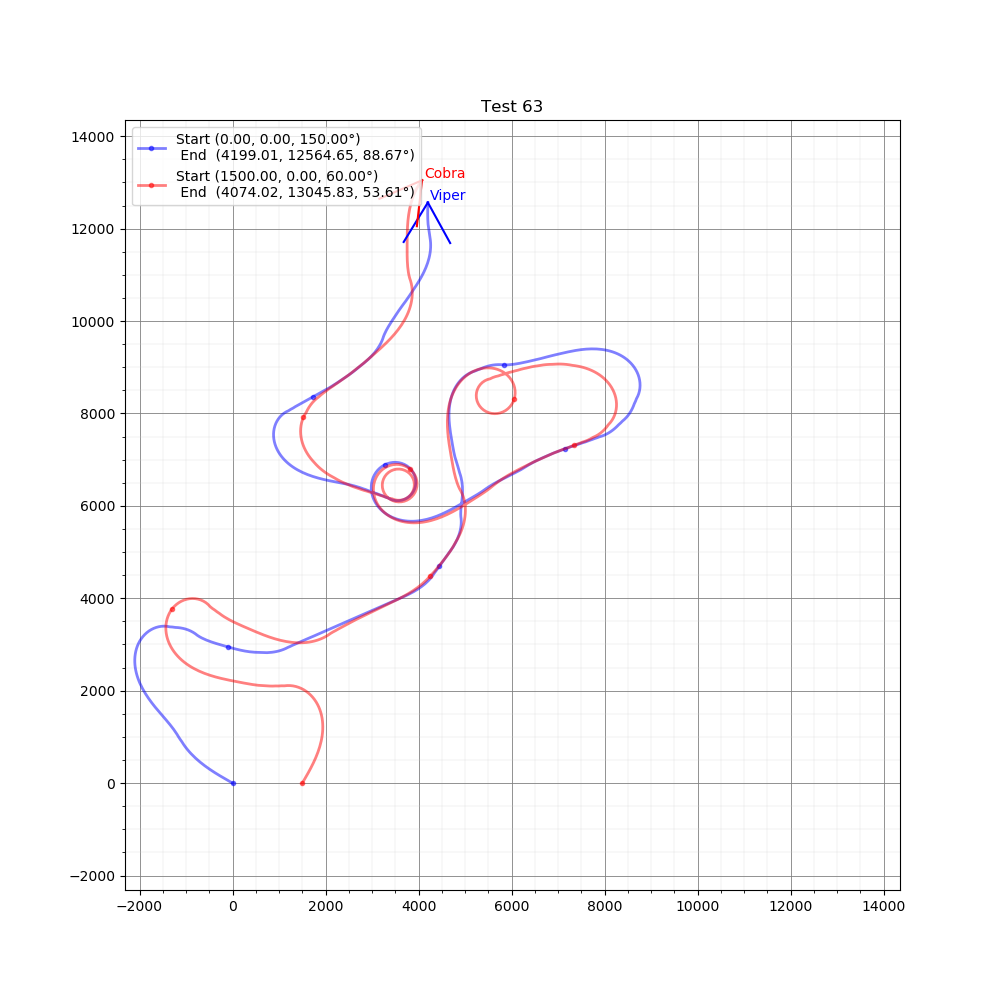 Test 63
Start (0.00, 0.00, 150.00°)
End (4199.01, 12564.65, 88.67°)
Start (1500.00, 0.00, 60.00°)
End (4074.02, 13045.83, 53.61°)
Cobra
Viper
14000
12000
10000
8000
6000
4000
2000
0
−2000
−2000 0 2000 4000 6000 8000 10000 12000 14000